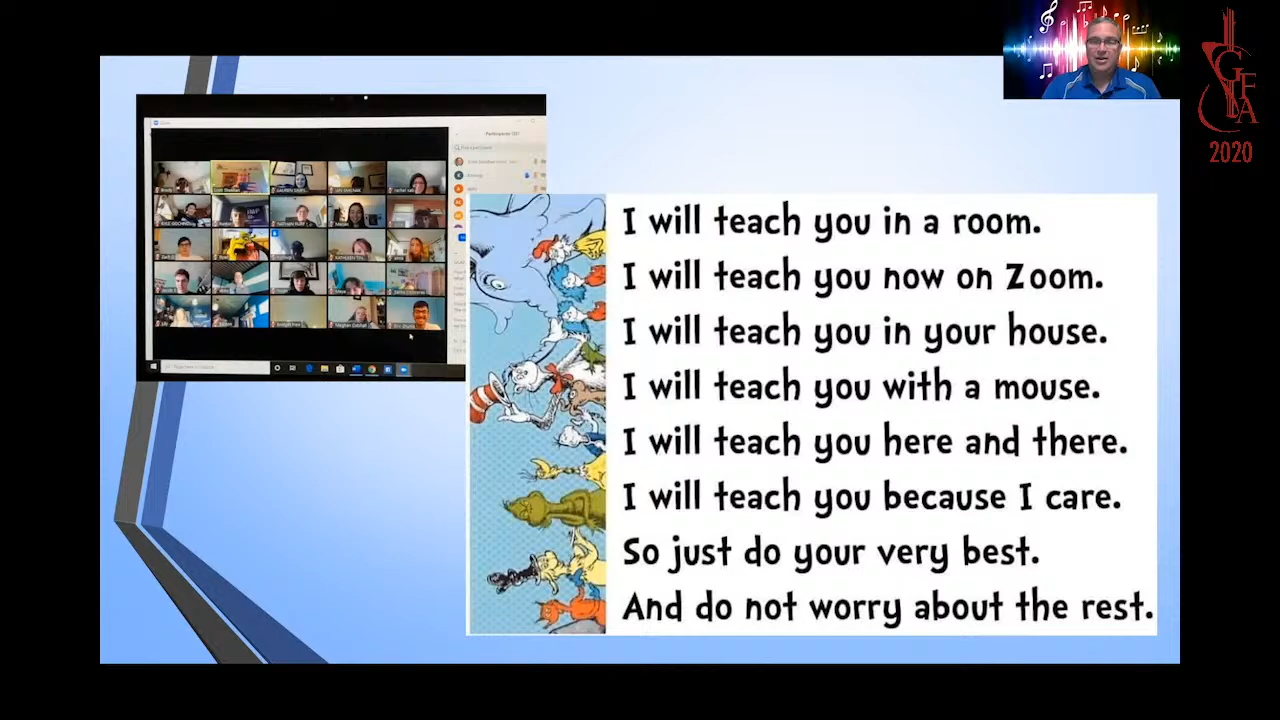 GFA
2020
Participants
I will teach you in a room.
I will teach you now on Zoom.
I will teach you in your house.
I will teach you with a mouse.
I will teach you here and there.
I will teach you because I care.
So just do your very best.
And do not worry about the rest.